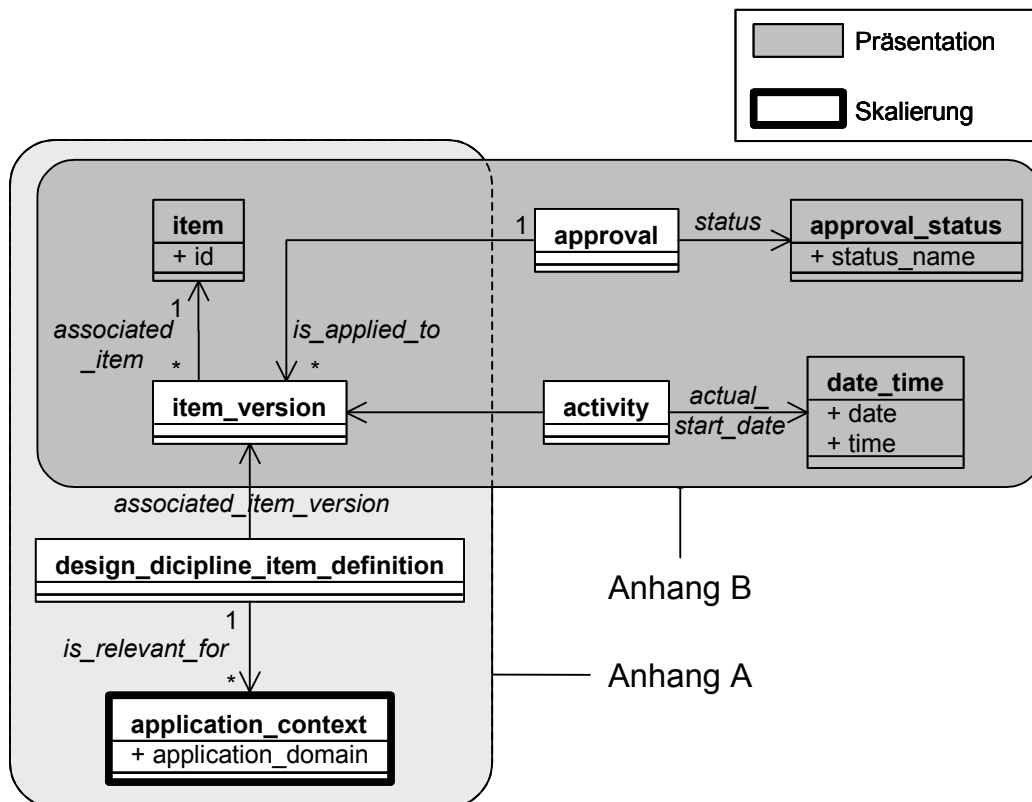 Präsentation
Skalierung
item
+ id
1
approval
status
approval_status
+ status_name
1
associated
_item
*
is_applied_to
*
item_version
activity
actual_
start_date
date_time
+ date
+ time
associated_item_version
design_dicipline_item_definition
1
is_relevant_for
*
application_context
+ application_domain
Anhang B
Anhang A